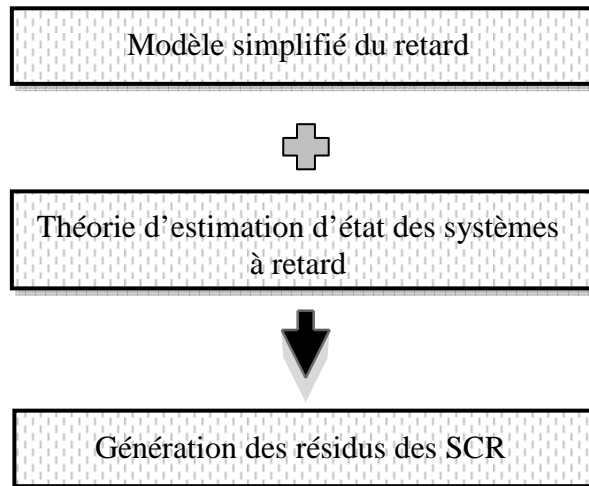 Modèle simplifié du retard
Théorie d'estimation d'état des systèmes
à retard
Génération des résidus des SCR